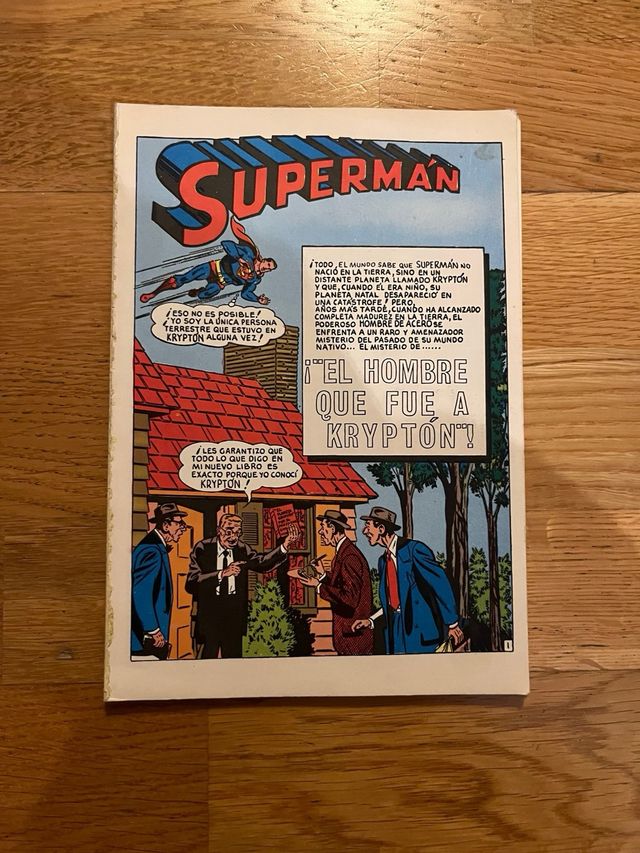 SUPERMÁN
¡TODO EL MUNDO SABE QUE SUPERMÁN NO
NACIÓ EN LA TIERRA, SINO EN UN
DISTANTE PLANETA LLAMADO KRYPTÓN
Y QUE, CUANDO ÉL ERA NIÑO, SU
PLANETA NATAL DESAPARECIÓ EN
UNA CATÁSTROFE! PERO,
AÑOS MÁS TARDE, CUANDO HA ALCANZADO
COMPLETA MADUREZ EN LA TIERRA, EL
PODEROSO HOMBRE DE ACERO SE
ENFRENTA A UN RARO Y AMENAZADOR
MISTERIO DEL PASADO DE SU MUNDO
NATIVO... EL MISTERIO DE......
¡"EL HOMBRE
QUE FUE A
KRYPTÓN"!
¡ESO NO ES POSIBLE!
¡YO SOY LA ÚNICA PERSONA
TERRESTRE QUE ESTUVO EN
KRYPTÓN ALGUNA VEZ!
¡LES GARANTIZO QUE
TODO LO QUE DIGO EN
MI NUEVO LIBRO ES
EXACTO PORQUE YO CONOCÍ
KRYPTÓN!
1